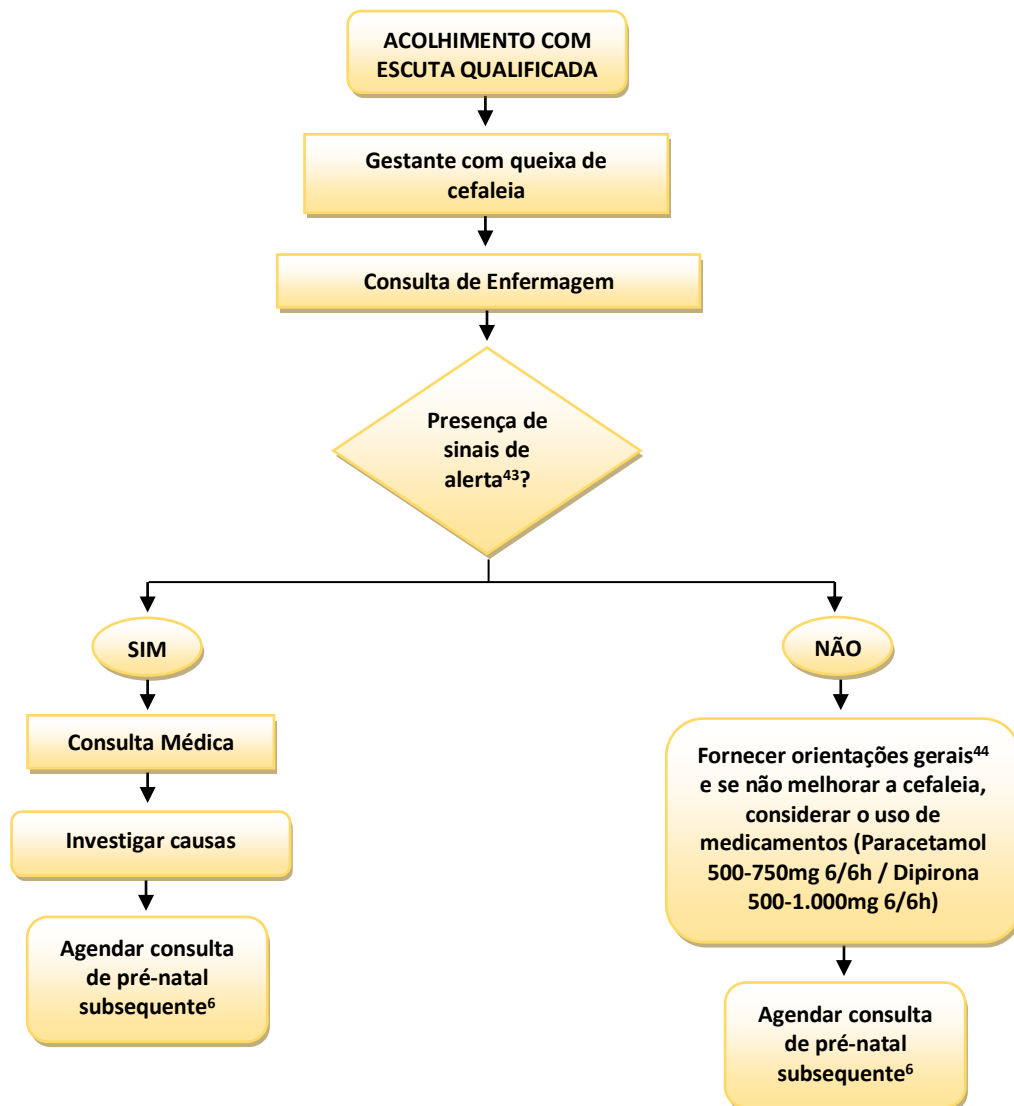 ACOLHIMENTO COM
ESCUTA QUALIFICADA
Gestante com queixa de
cefaleia
Consulta de Enfermagem
Presença de
sinais de
alerta⁴³?
SIM
NÃO
Consulta Médica
Investigar causas
Agendar consulta
de pré-natal
subsequente⁶
Fornecer orientações gerais⁴⁴
e se não melhorar a cefaleia,
considerar o uso de
medicamentos (Paracetamol
500-750mg 6/6h / Dipirona
500-1.000mg 6/6h)
Agendar consulta
de pré-natal
subsequente⁶